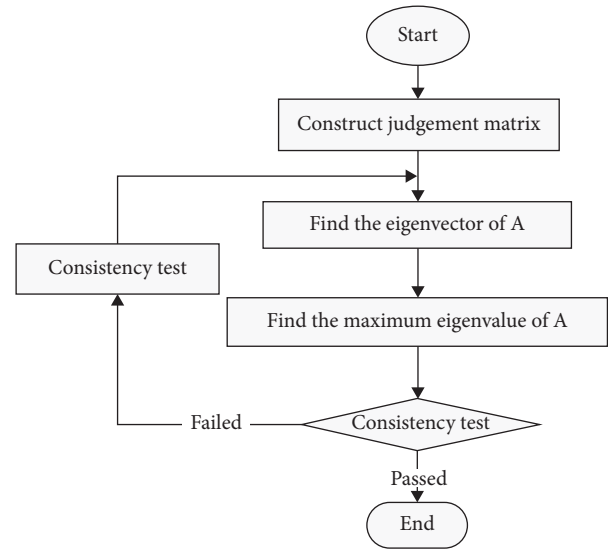 Start
Construct judgement matrix
Find the eigenvector of A
Consistency test
Find the maximum eigenvalue of A
Consistency test
Failed
Passed
End